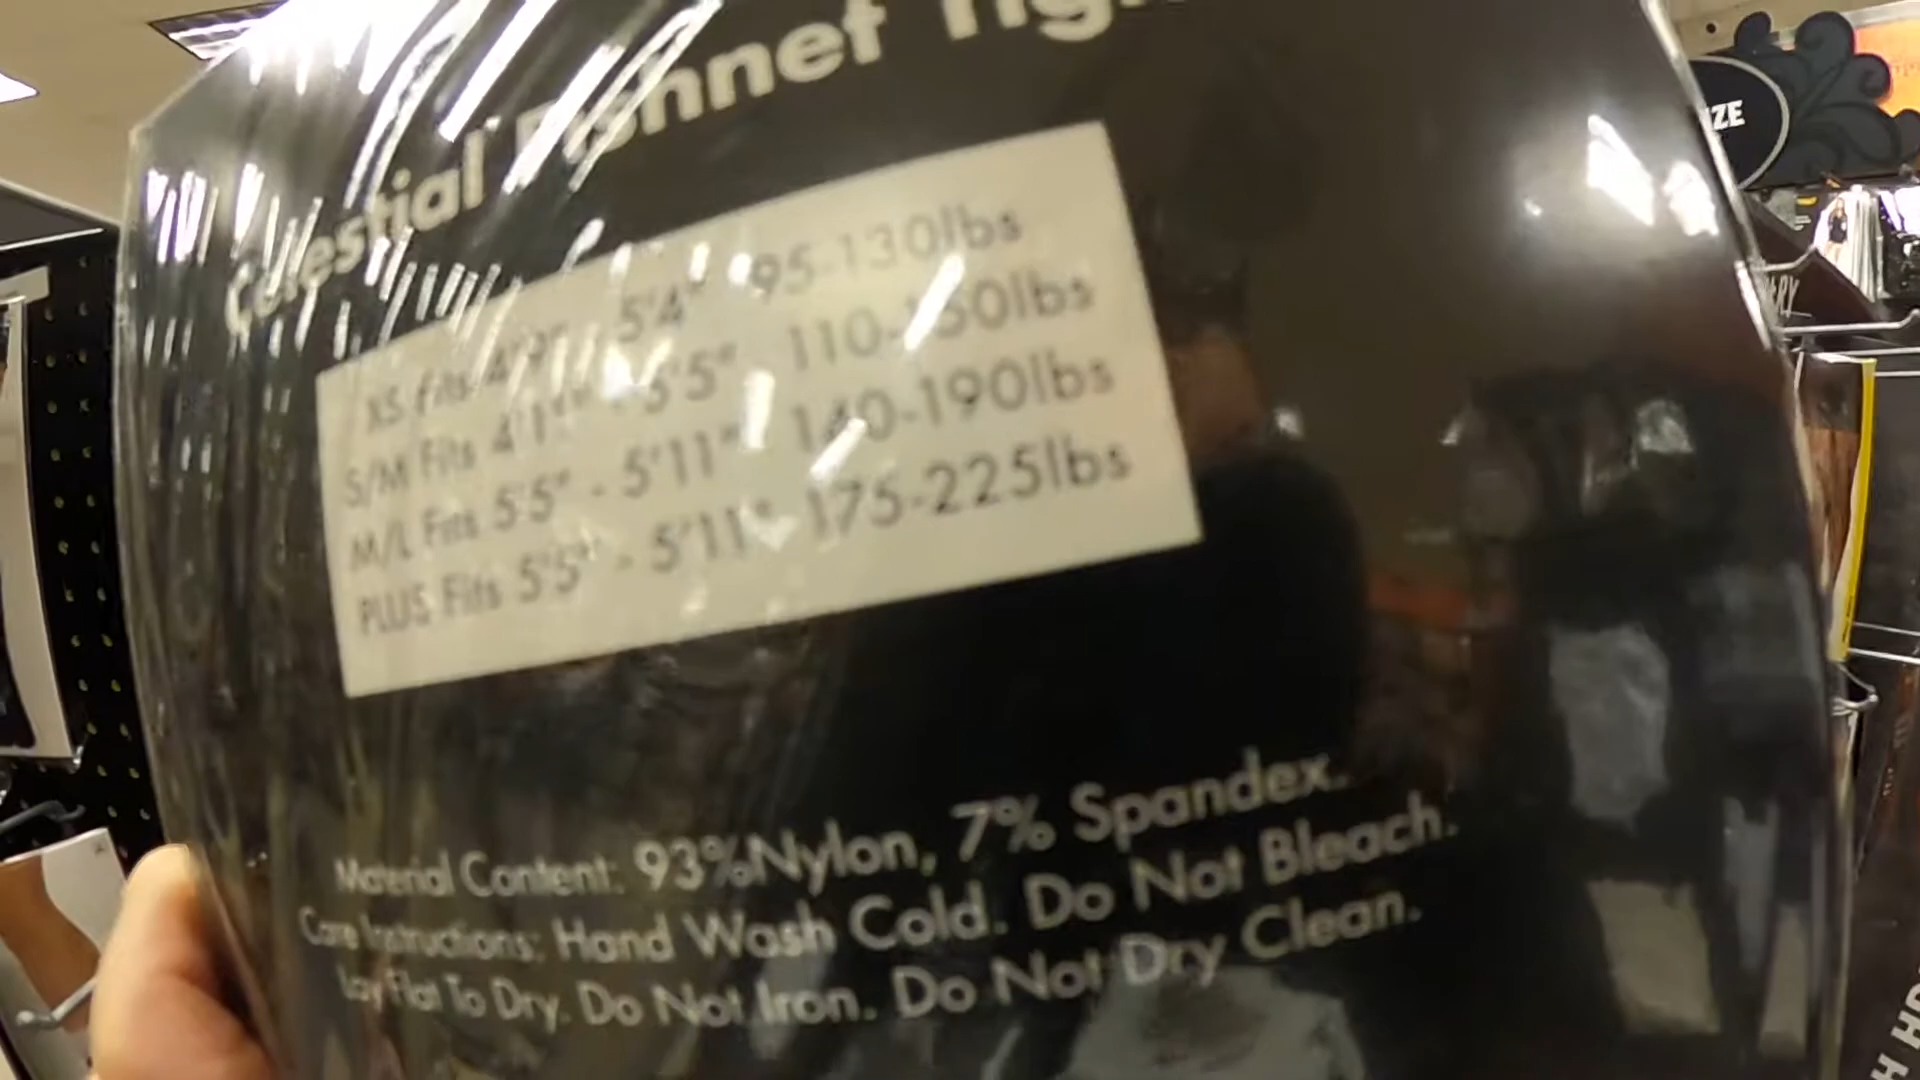 Celestial Fishnet
XS Fits 4'9" - 5'4" 95-130lbs
S/M Fits - 5'5" 110-150lbs
M/L Fits 5'5" - 5'11" 140-190lbs
PLUS Fits 5'5" - 5'11" 175-225lbs
Material Content: 93%Nylon, 7% Spandex.
Care Instructions: Hand Wash Cold. Do Not Bleach.
Lay Flat To Dry. Do Not Iron. Do Not Dry Clean.